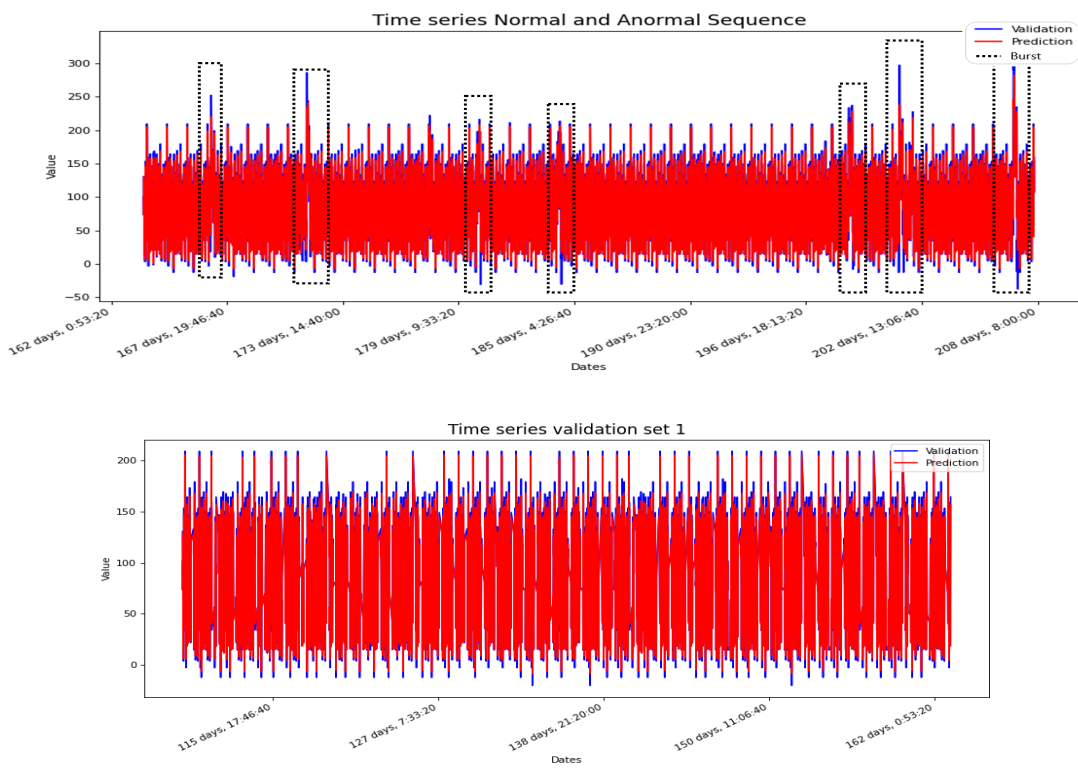 Time series Normal and Anormal Sequence
Validation
Prediction
Burst
300
250
200
150
100
50
0
−50
Value
162 days, 0:53:20
167 days, 19:46:40
173 days, 14:40:00
179 days, 9:33:20
185 days, 4:26:40
190 days, 23:20:00
196 days, 18:13:20
202 days, 13:06:40
208 days, 8:00:00
Dates
Time series validation set 1
Validation
Prediction
200
150
100
50
0
Value
115 days, 17:46:40
127 days, 7:33:20
138 days, 21:20:00
150 days, 11:06:40
162 days, 0:53:20
Dates